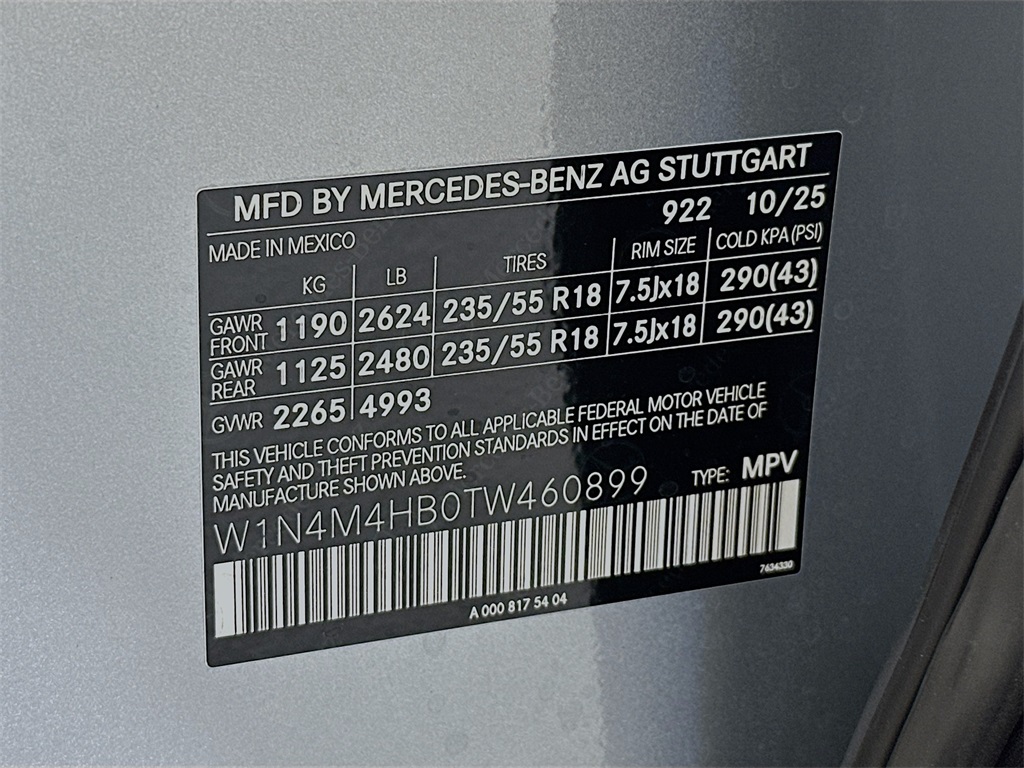 MFD BY MERCEDES-BENZ AG STUTTGART
922 10/25
MADE IN MEXICO
KG LB TIRES RIM SIZE COLD KPA (PSI)
GAWR FRONT 1190 2624 235/55 R18 7.5Jx18 290(43)
GAWR REAR 1125 2480 235/55 R18 7.5Jx18 290(43)
GVWR 2265 4993
THIS VEHICLE CONFORMS TO ALL APPLICABLE FEDERAL MOTOR VEHICLE
SAFETY AND THEFT PREVENTION STANDARDS IN EFFECT ON THE DATE OF
MANUFACTURE SHOWN ABOVE.
W1N4M4HB0TW460899 TYPE: MPV
7634330
A 000 817 54 04